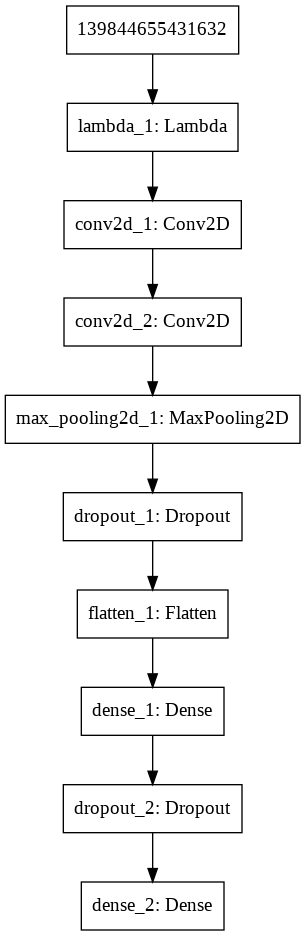 139844655431632
lambda_1: Lambda
conv2d_1: Conv2D
conv2d_2: Conv2D
max_pooling2d_1: MaxPooling2D
dropout_1: Dropout
flatten_1: Flatten
dense_1: Dense
dropout_2: Dropout
dense_2: Dense